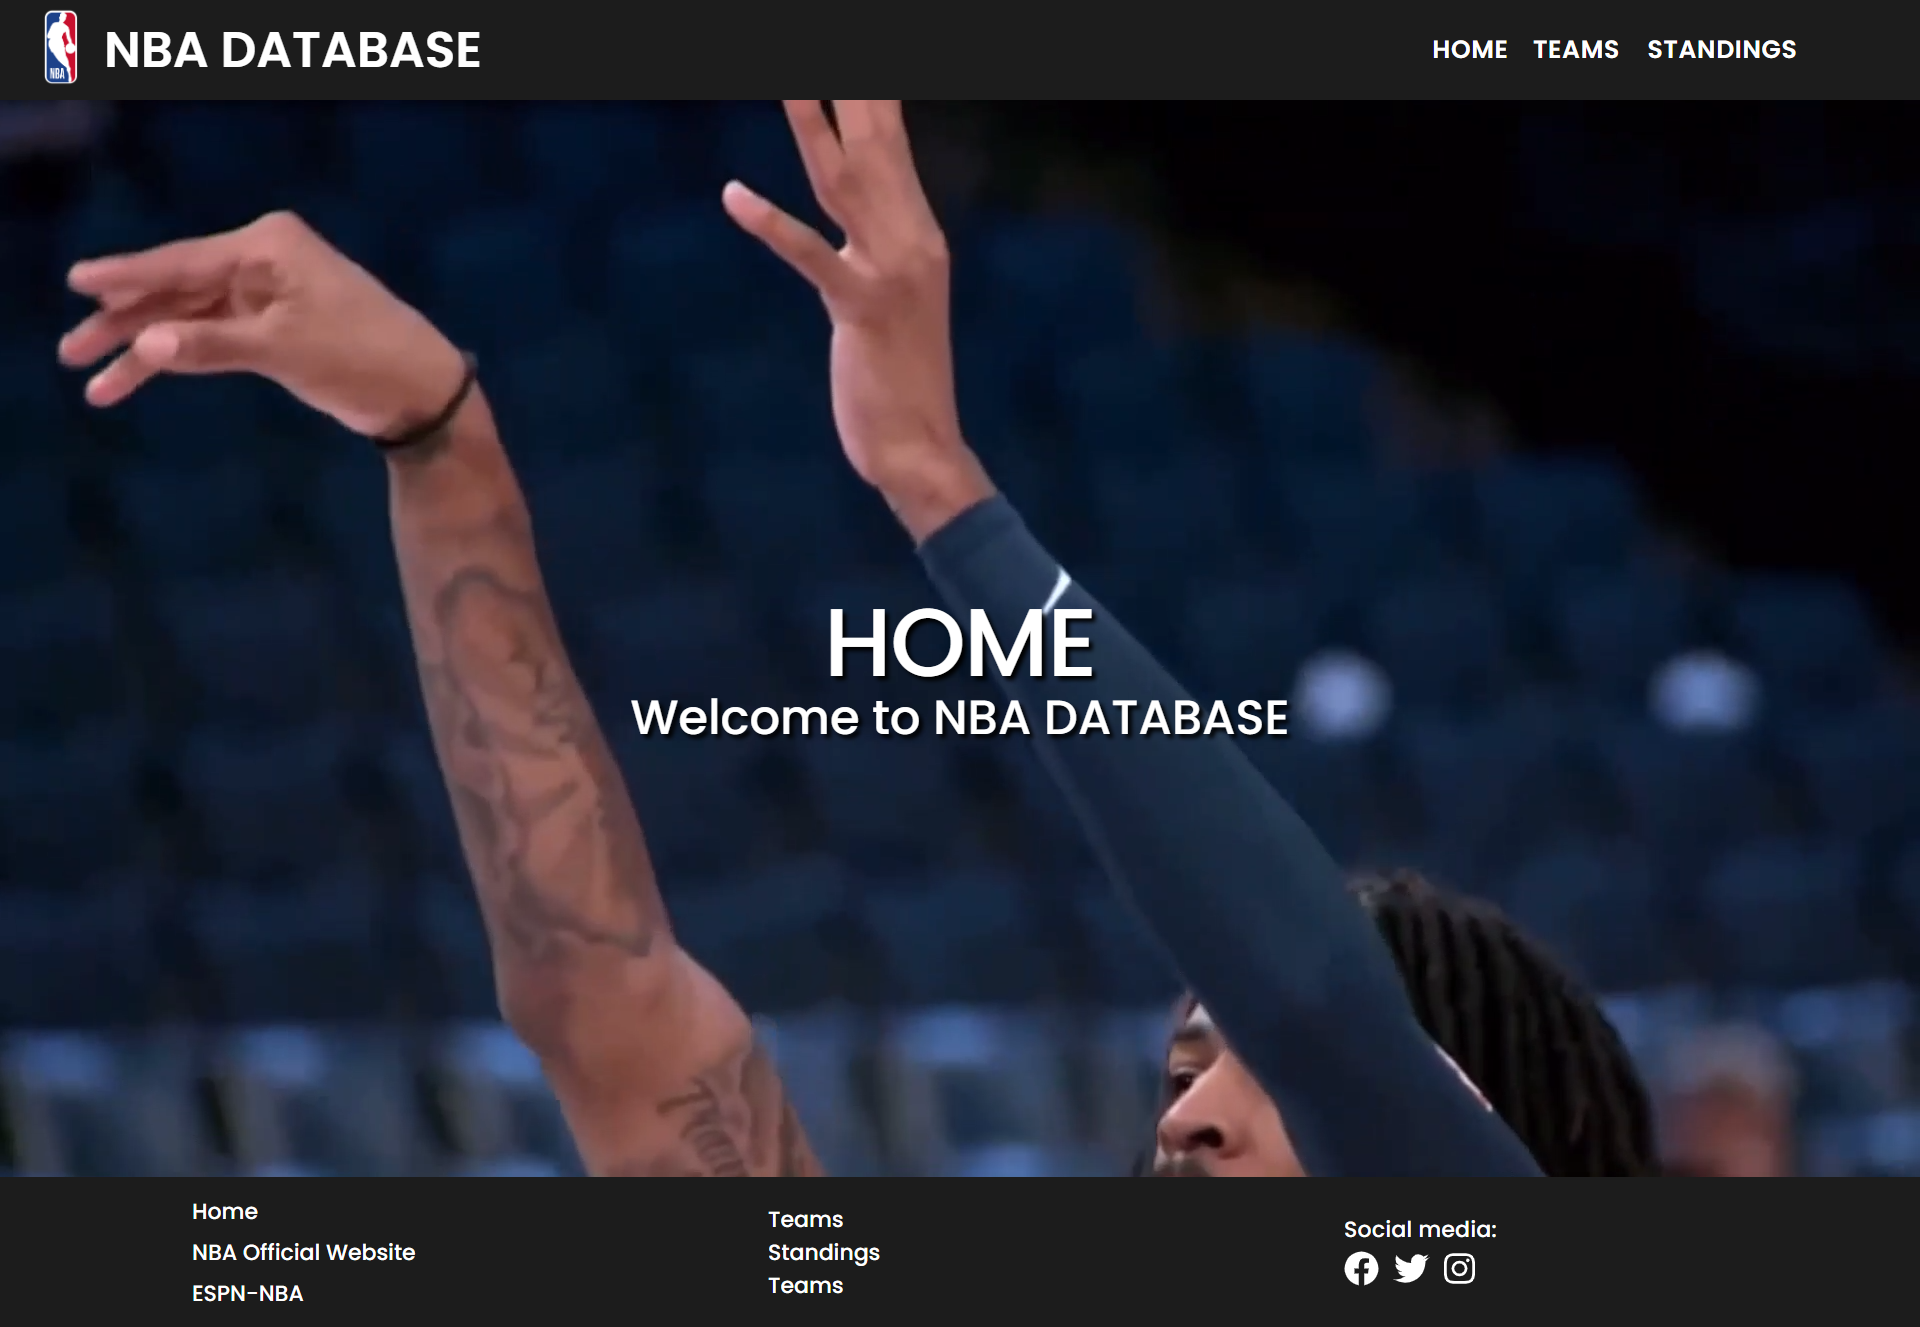 NBA
NBA DATABASE
HOME TEAMS STANDINGS
HOME
Welcome to NBA DATABASE
Home
NBA Official Website
ESPN-NBA
Teams
Standings
Teams
Social media: